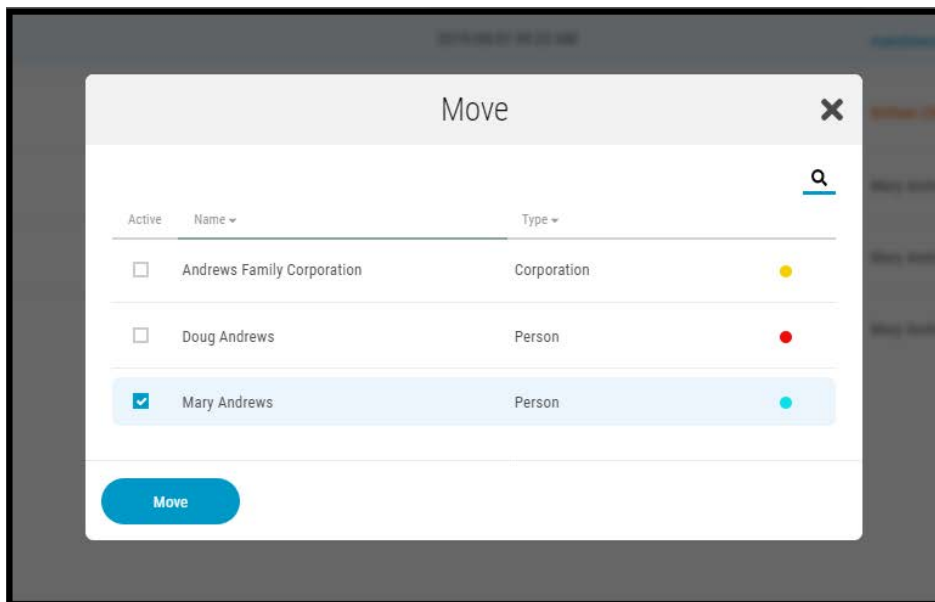 Move
Active Name Type
Andrews Family Corporation Corporation
Doug Andrews Person
Mary Andrews Person
Move